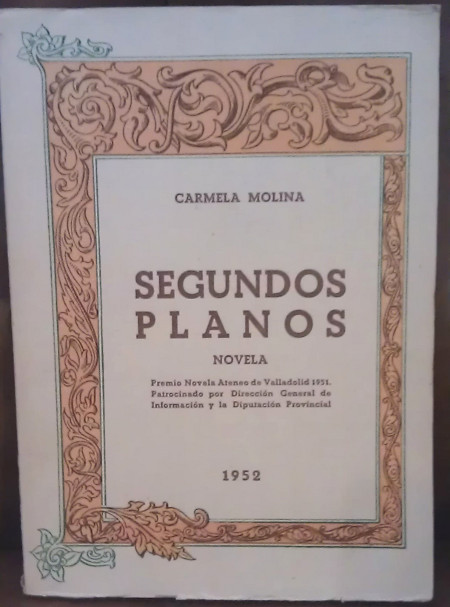 CARMELA MOLINA
SEGUNDOS
PLANOS
NOVELA
Premio Novela Ateneo de Valladolid 1951.
Patrocinado por Dirección General de
Información y la Diputación Provincial
1952